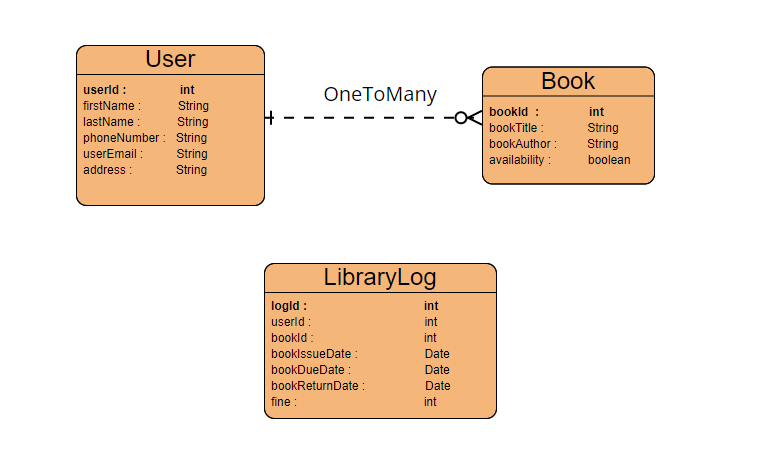 User
userId : int
firstName : String
lastName : String
phoneNumber : String
userEmail : String
address : String
OneToMany
Book
bookId : int
bookTitle : String
bookAuthor : String
availability : boolean
LibraryLog
logId : int
userId : int
bookId : int
bookIssueDate : Date
bookDueDate : Date
bookReturnDate : Date
fine : int